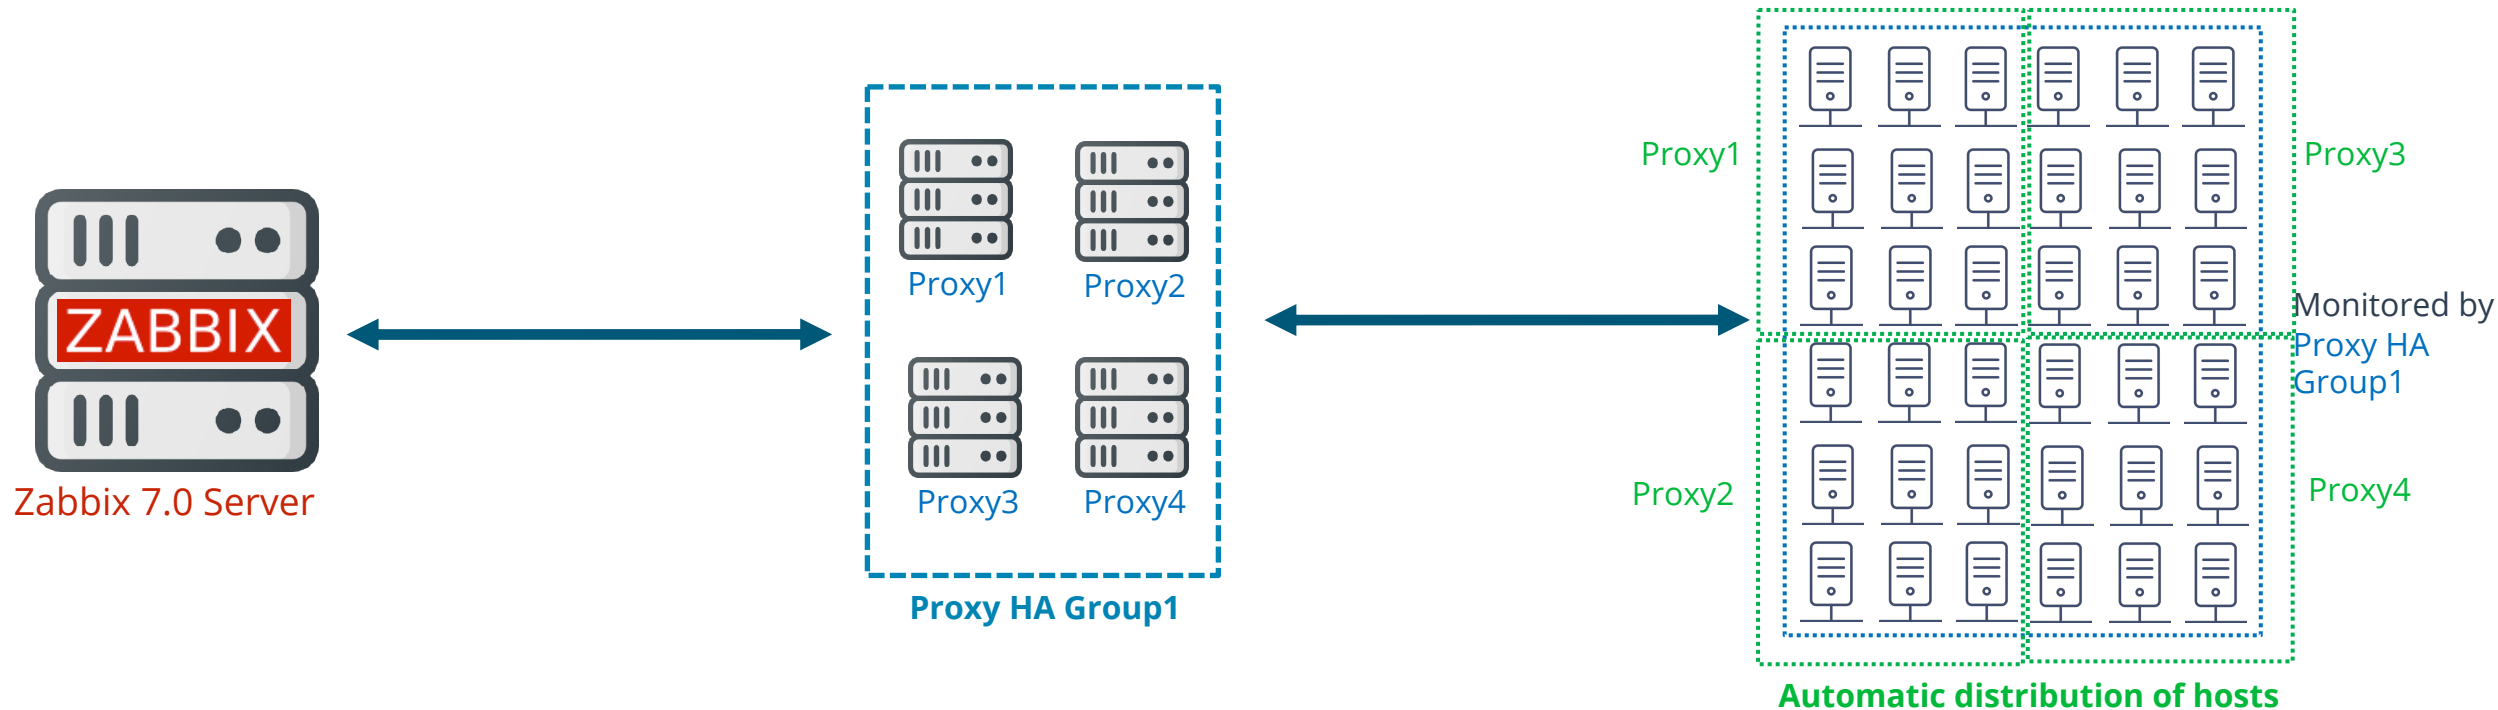 ZABBIX
Zabbix 7.0 Server
Proxy1
Proxy2
Proxy3
Proxy4
Proxy HA Group1
Proxy1
Proxy3
Monitored by
Proxy HA
Group1
Proxy2
Proxy4
Automatic distribution of hosts